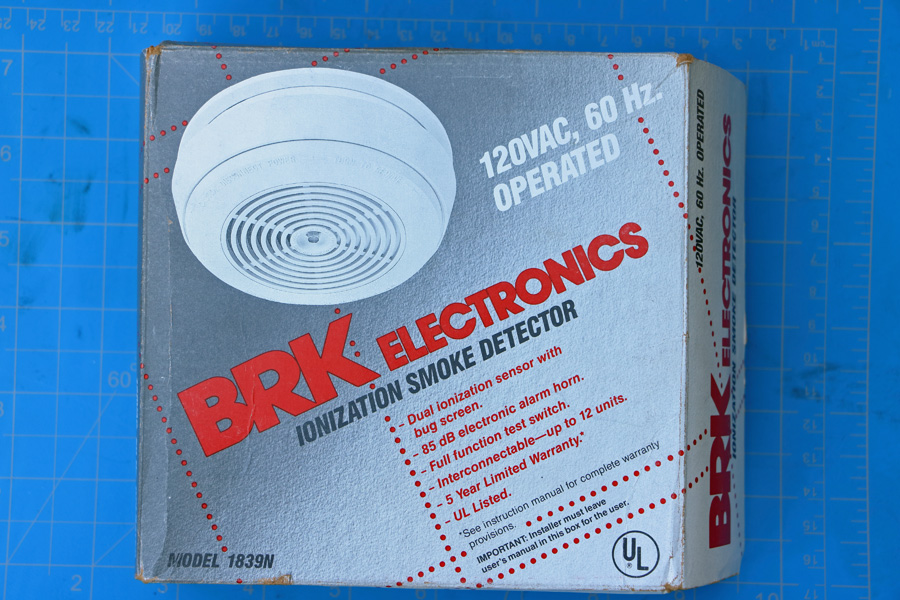 120VAC, 60 Hz.
OPERATED
BRK ELECTRONICS
IONIZATION SMOKE DETECTOR
- Dual ionization sensor with
bug screen.
- 85 dB electronic alarm horn.
- Full function test switch.
- Interconnectable—up to 12 units.
- 5 Year Limited Warranty.*
- UL Listed.
*See instruction manual for complete warranty
provisions.
IMPORTANT: Installer must leave
user's manual in this box for the user.
UL
®
MODEL 1839N
120VAC, 60 Hz. OPERATED
BRK ELECTRONICS
IONIZATION SMOKE DETECTOR
60°